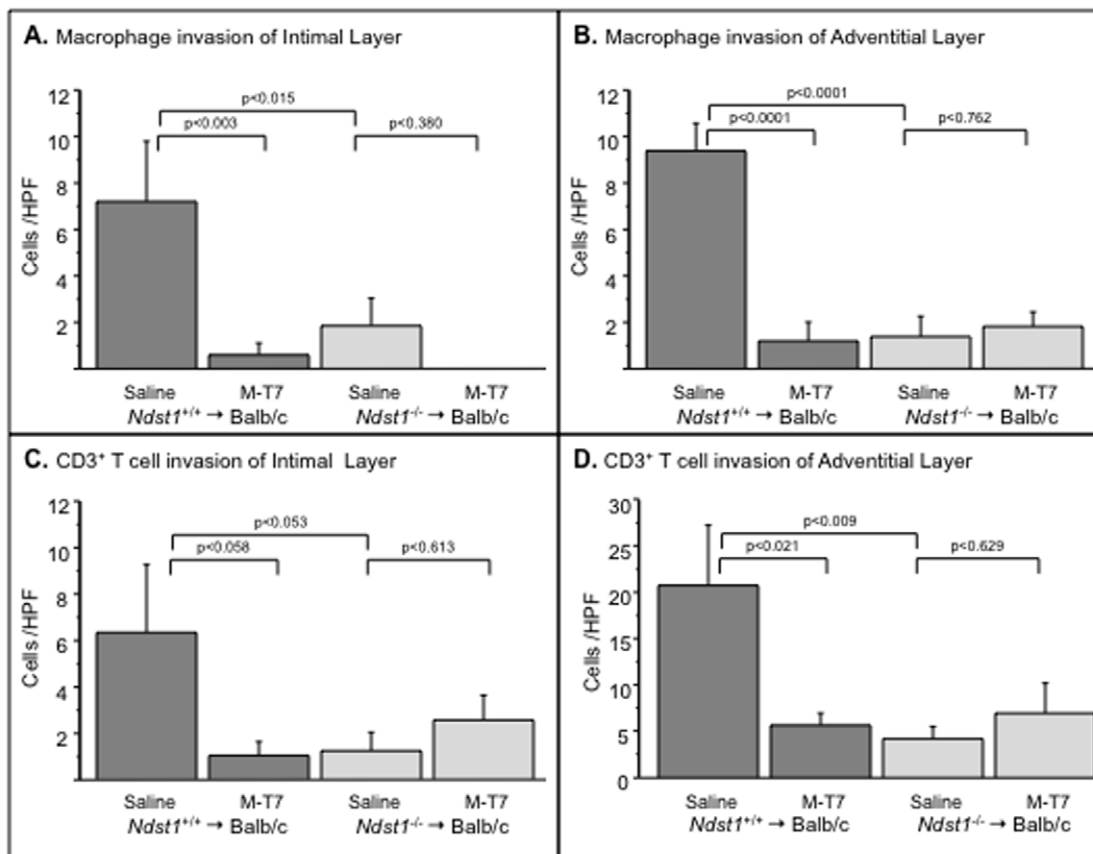 A. Macrophage invasion of Intimal Layer
12
10
8
6
4
2
Cells /HPF
p<0.015
p<0.003
p<0.380
Saline M-T7 Saline M-T7
Ndst1+/+ → Balb/c Ndst1-/- → Balb/c
B. Macrophage invasion of Adventitial Layer
12
10
8
6
4
2
Cells /HPF
p<0.0001
p<0.0001
p<0.762
Saline M-T7 Saline M-T7
Ndst1+/+ → Balb/c Ndst1-/- → Balb/c
C. CD3+ T cell invasion of Intimal Layer
12
10
8
6
4
2
Cells /HPF
p<0.053
p<0.058
p<0.613
Saline M-T7 Saline M-T7
Ndst1+/+ → Balb/c Ndst1-/- → Balb/c
D. CD3+ T cell invasion of Adventitial Layer
30
25
20
15
10
5
0
Cells /HPF
p<0.009
p<0.021
p<0.629
Saline M-T7 Saline M-T7
Ndst1+/+ → Balb/c Ndst1-/- → Balb/c